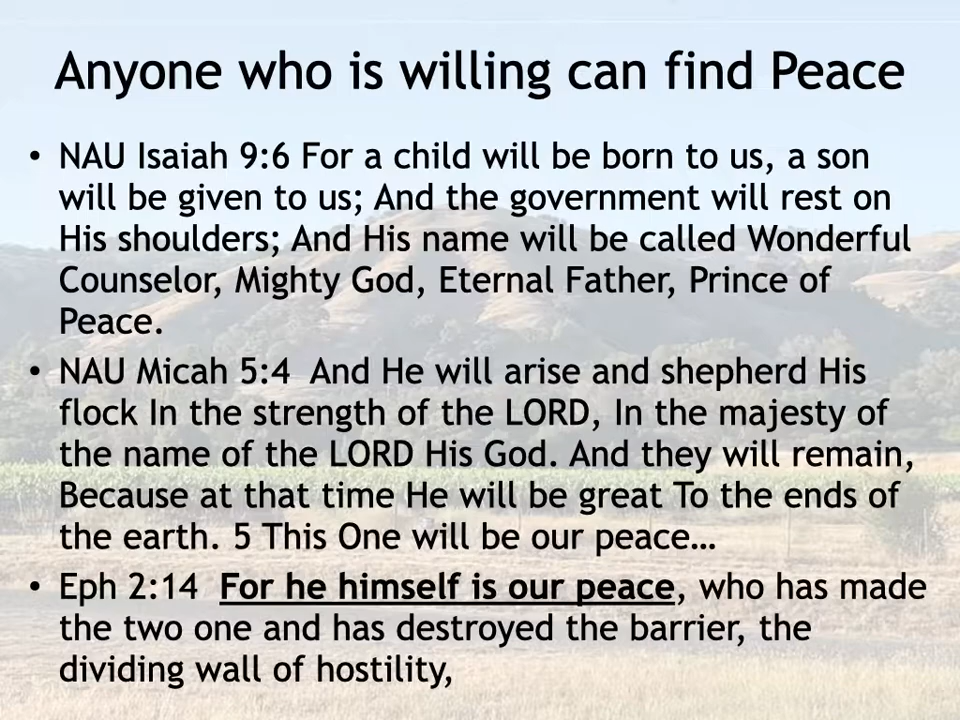 Anyone who is willing can find Peace
• NAU Isaiah 9:6 For a child will be born to us, a son
will be given to us; And the government will rest on
His shoulders; And His name will be called Wonderful
Counselor, Mighty God, Eternal Father, Prince of
Peace.
• NAU Micah 5:4  And He will arise and shepherd His
flock In the strength of the LORD, In the majesty of
the name of the LORD His God. And they will remain,
Because at that time He will be great To the ends of
the earth. 5 This One will be our peace…
• Eph 2:14  For he himself is our peace, who has made
the two one and has destroyed the barrier, the
dividing wall of hostility,